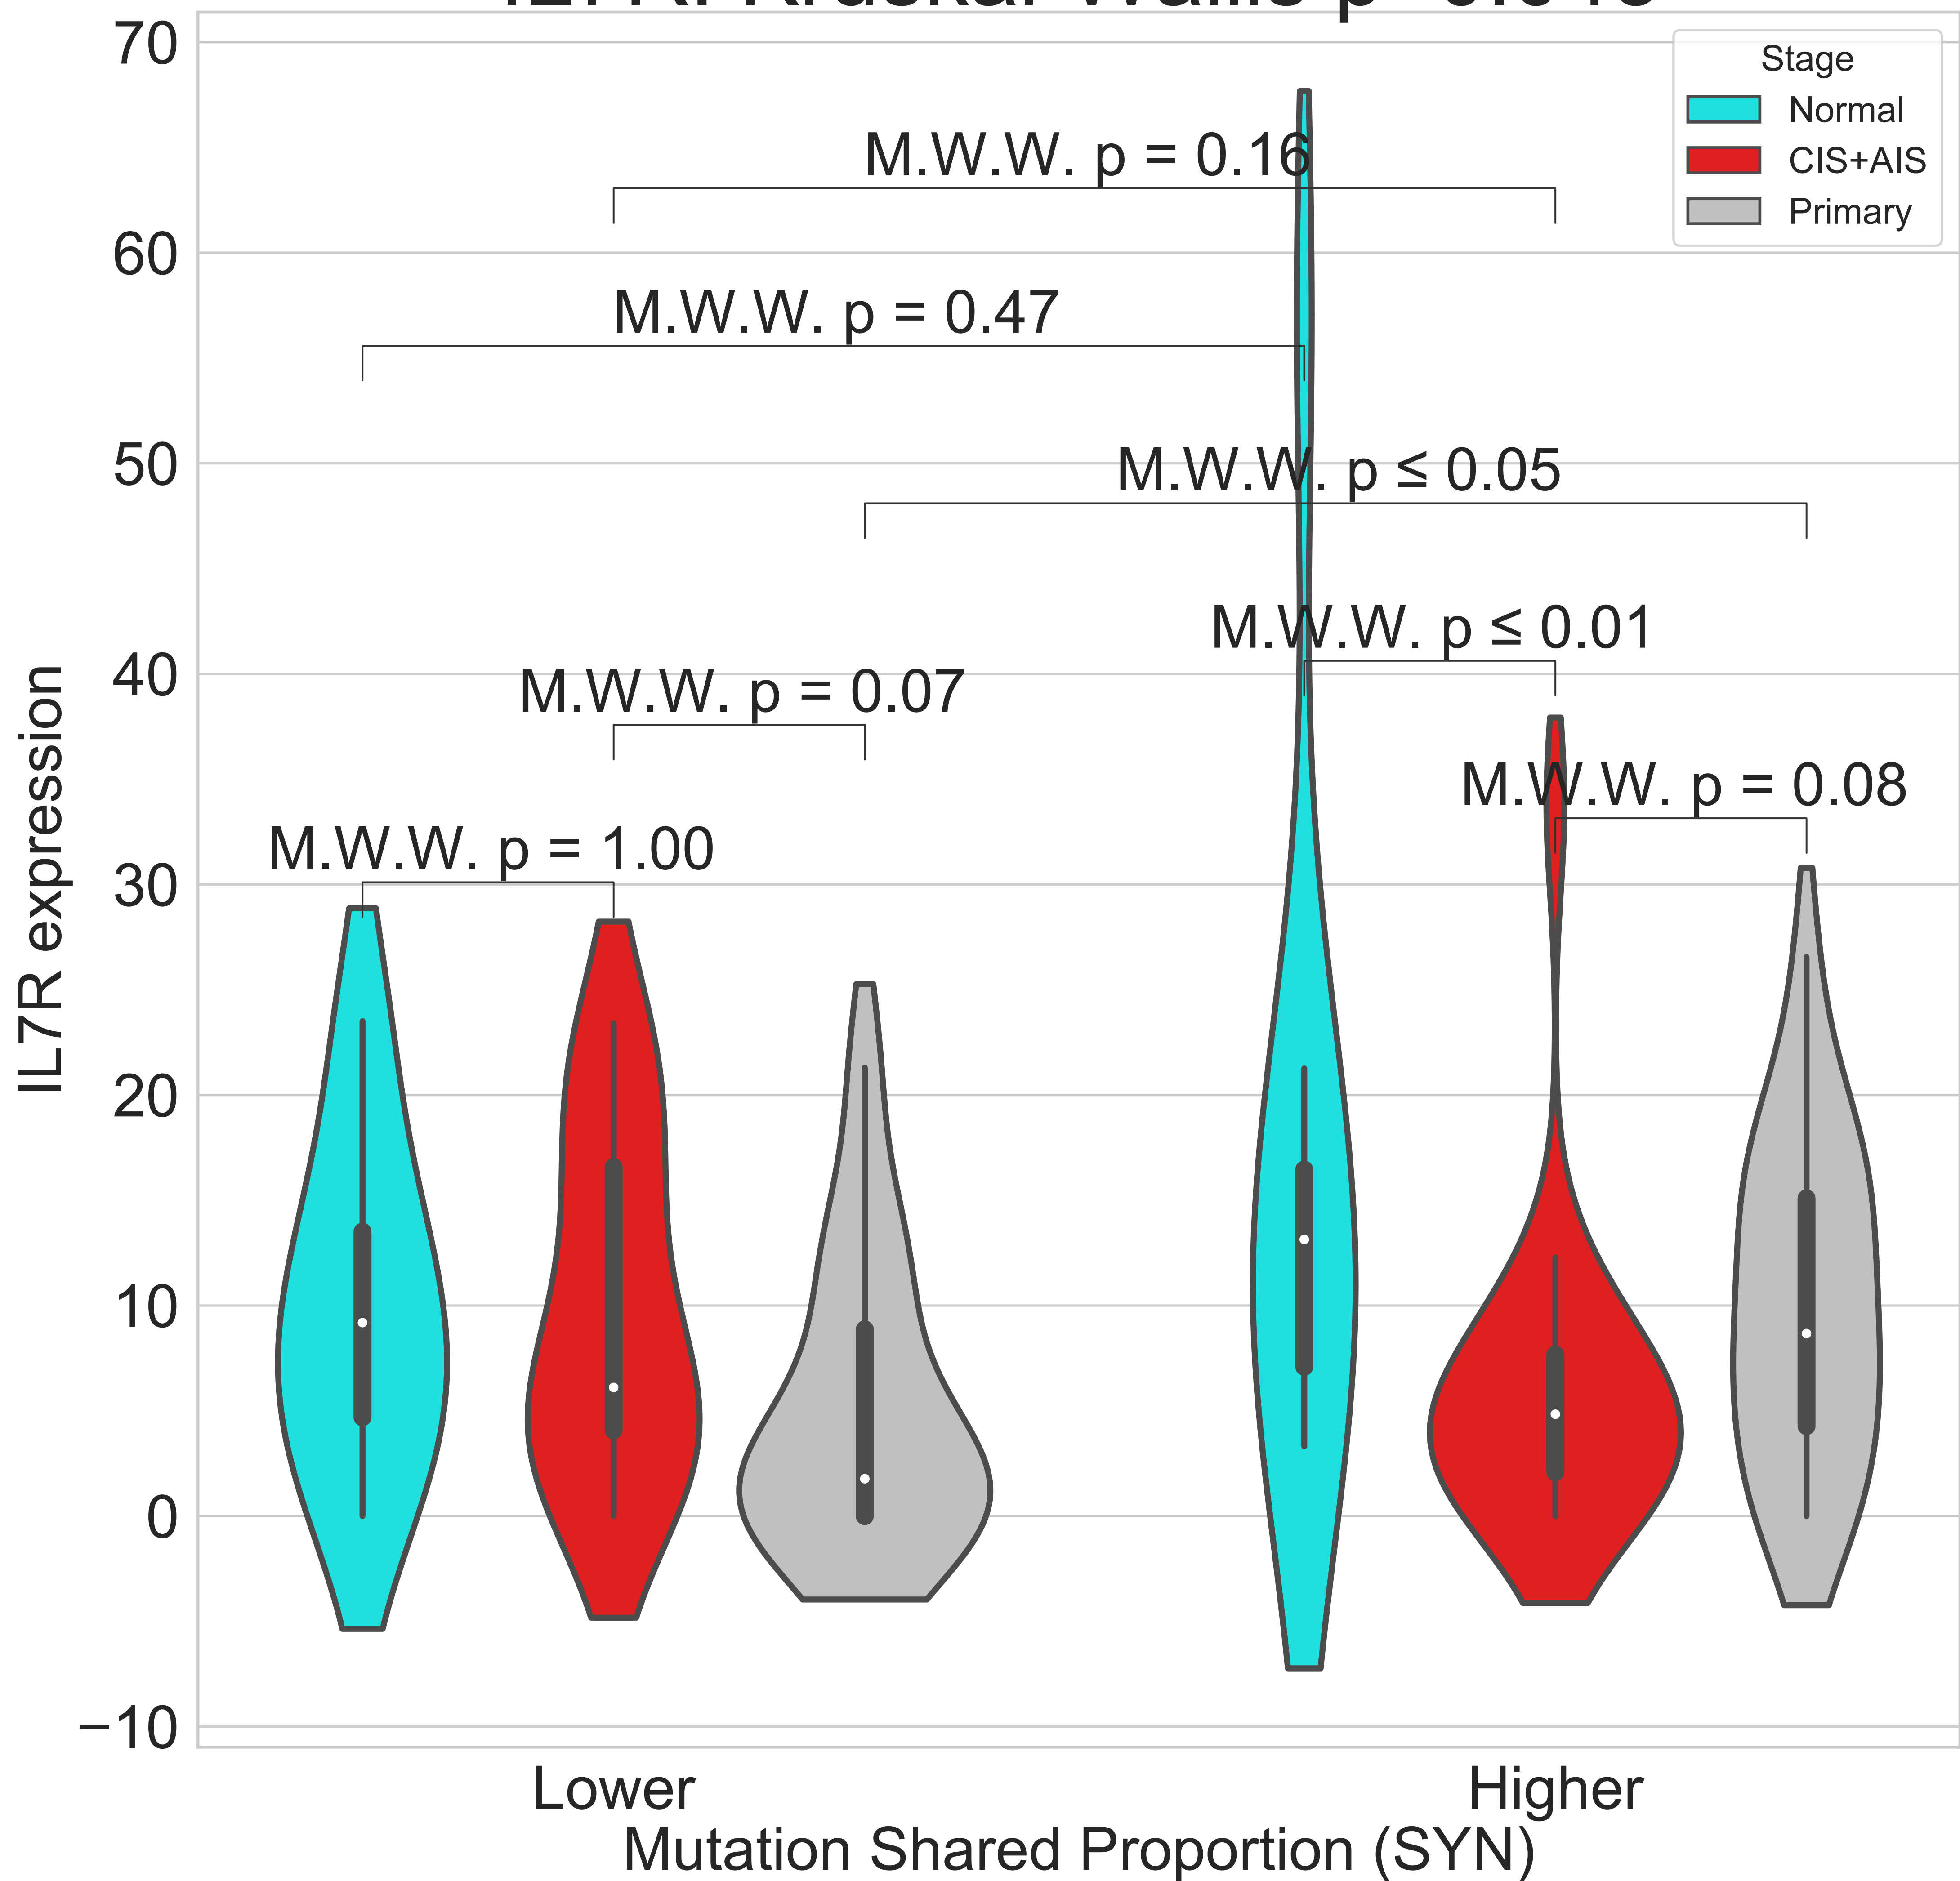 70
Stage
Normal
CIS+AIS
Primary
M.W.W. p = 0.16
60
M.W.W. p = 0.47
50
M.W.W. p ≤ 0.05
M.W.W. p ≤ 0.01
40
M.W.W. p = 0.07
M.W.W. p = 0.08
M.W.W. p = 1.00
30
IL7R expression
20
10
0
−10
Lower
Higher
Mutation Shared Proportion (SYN)